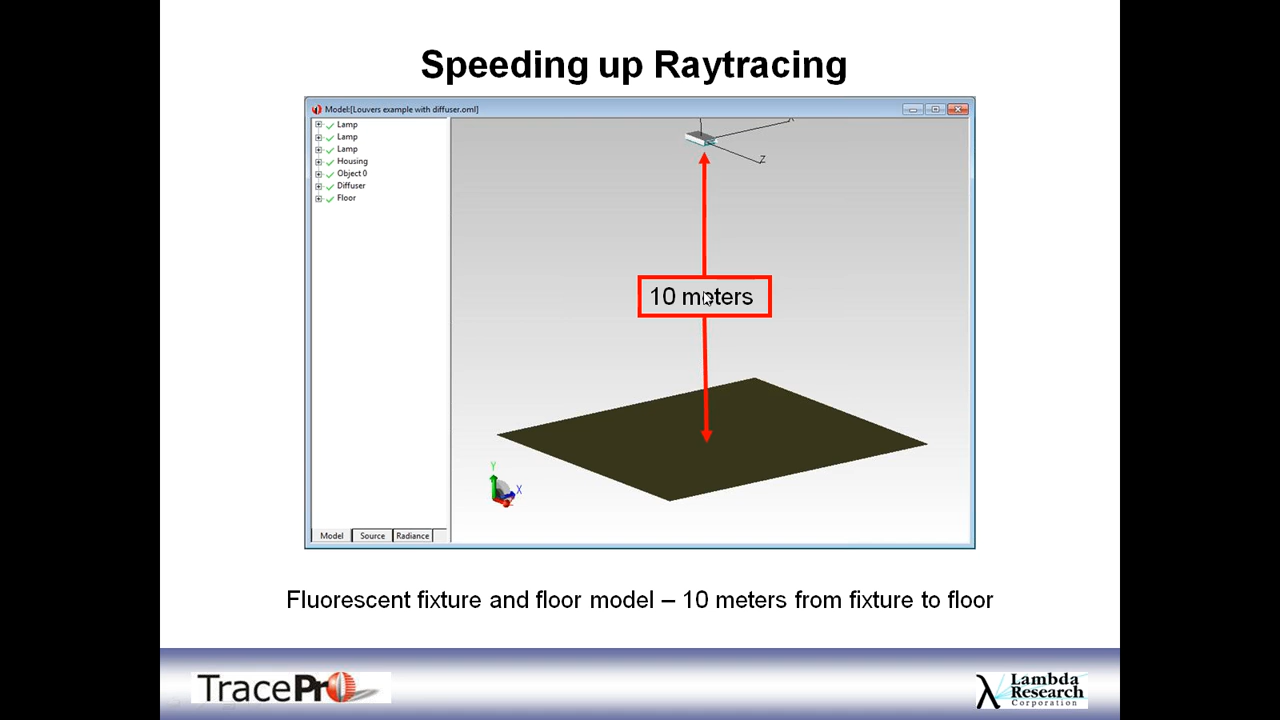 Speeding up Raytracing
Model:[Louvers example with diffuser.oml]
Lamp
Lamp
Lamp
Housing
Object 0
Diffuser
Floor
Z
10 meters
Y
X
Model Source Radiance
Fluorescent fixture and floor model – 10 meters from fixture to floor
TracePro
Lambda
Research
Corporation